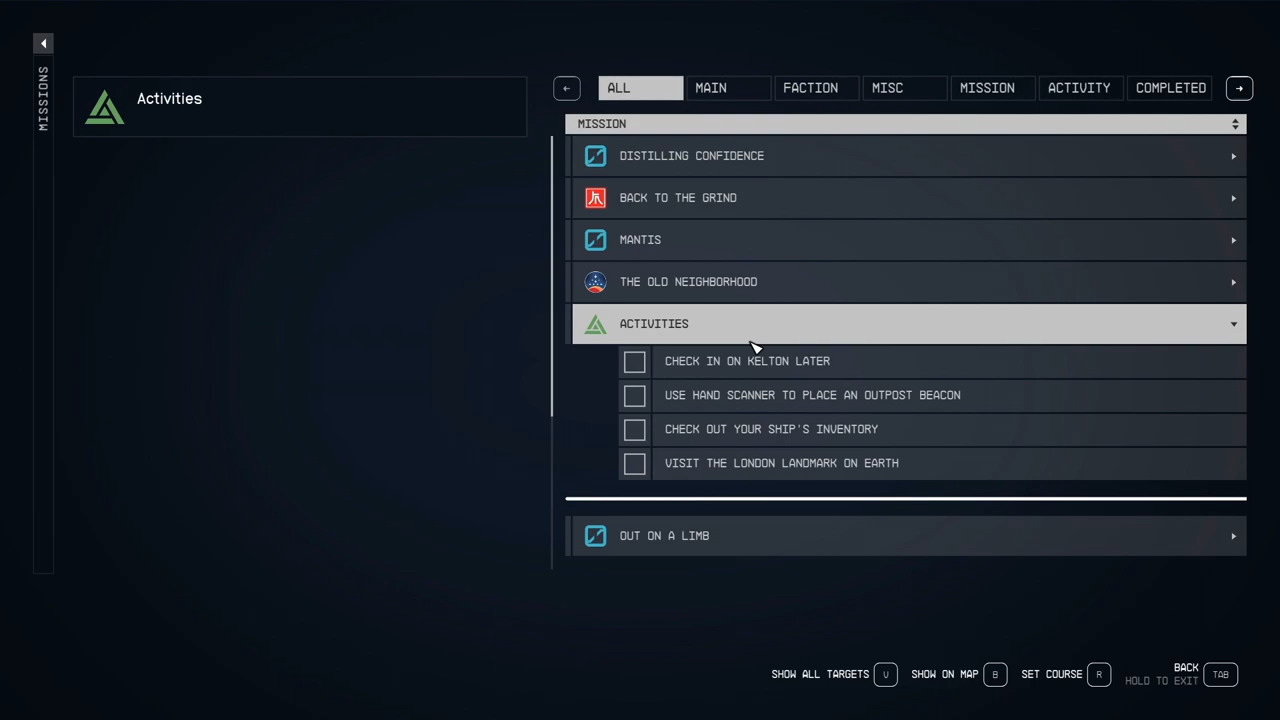 MISSIONS
Activities
ALL
MAIN
FACTION
MISC
MISSION
ACTIVITY
COMPLETED
MISSION
DISTILLING CONFIDENCE
BACK TO THE GRIND
MANTIS
THE OLD NEIGHBORHOOD
ACTIVITIES
CHECK IN ON KELTON LATER
USE HAND SCANNER TO PLACE AN OUTPOST BEACON
CHECK OUT YOUR SHIP'S INVENTORY
VISIT THE LONDON LANDMARK ON EARTH
OUT ON A LIMB
SHOW ALL TARGETS V
SHOW ON MAP B
SET COURSE R
BACK TAB
HOLD TO EXIT